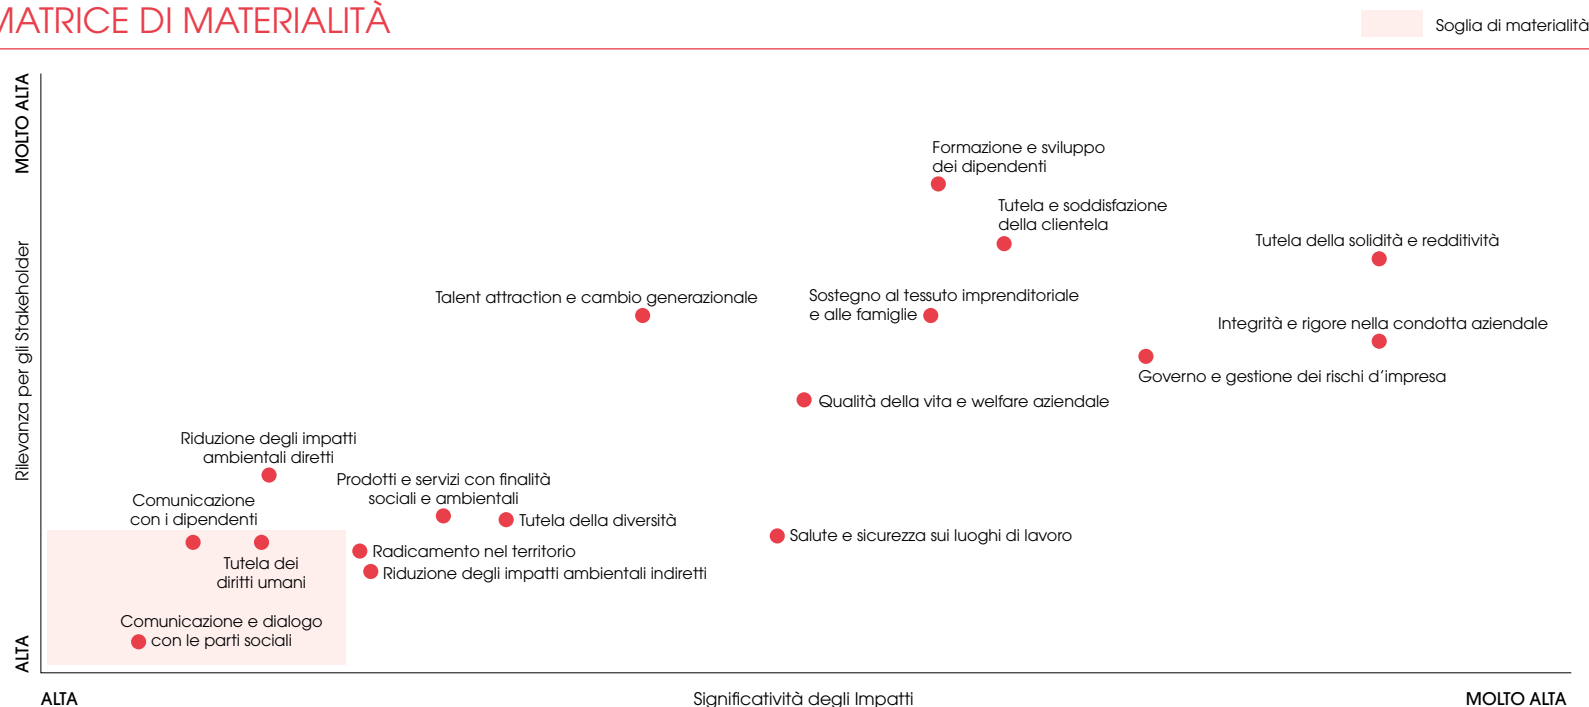 MATRICE DI MATERIALITÀ
Soglia di materialità
MOLTO ALTA
Rilevanza per gli Stakeholder
ALTA
Formazione e sviluppo
dei dipendenti
Tutela e soddisfazione
della clientela
Tutela della solidità e redditività
Talent attraction e cambio generazionale
Sostegno al tessuto imprenditoriale
e alle famiglie
Integrità e rigore nella condotta aziendale
Governo e gestione dei rischi d'impresa
Qualità della vita e welfare aziendale
Riduzione degli impatti
ambientali diretti
Prodotti e servizi con finalità
sociali e ambientali
Comunicazione
con i dipendenti
Tutela della diversità
Salute e sicurezza sui luoghi di lavoro
Radicamento nel territorio
Tutela dei
diritti umani
Riduzione degli impatti ambientali indiretti
Comunicazione e dialogo
con le parti sociali
ALTA
Significatività degli Impatti
MOLTO ALTA